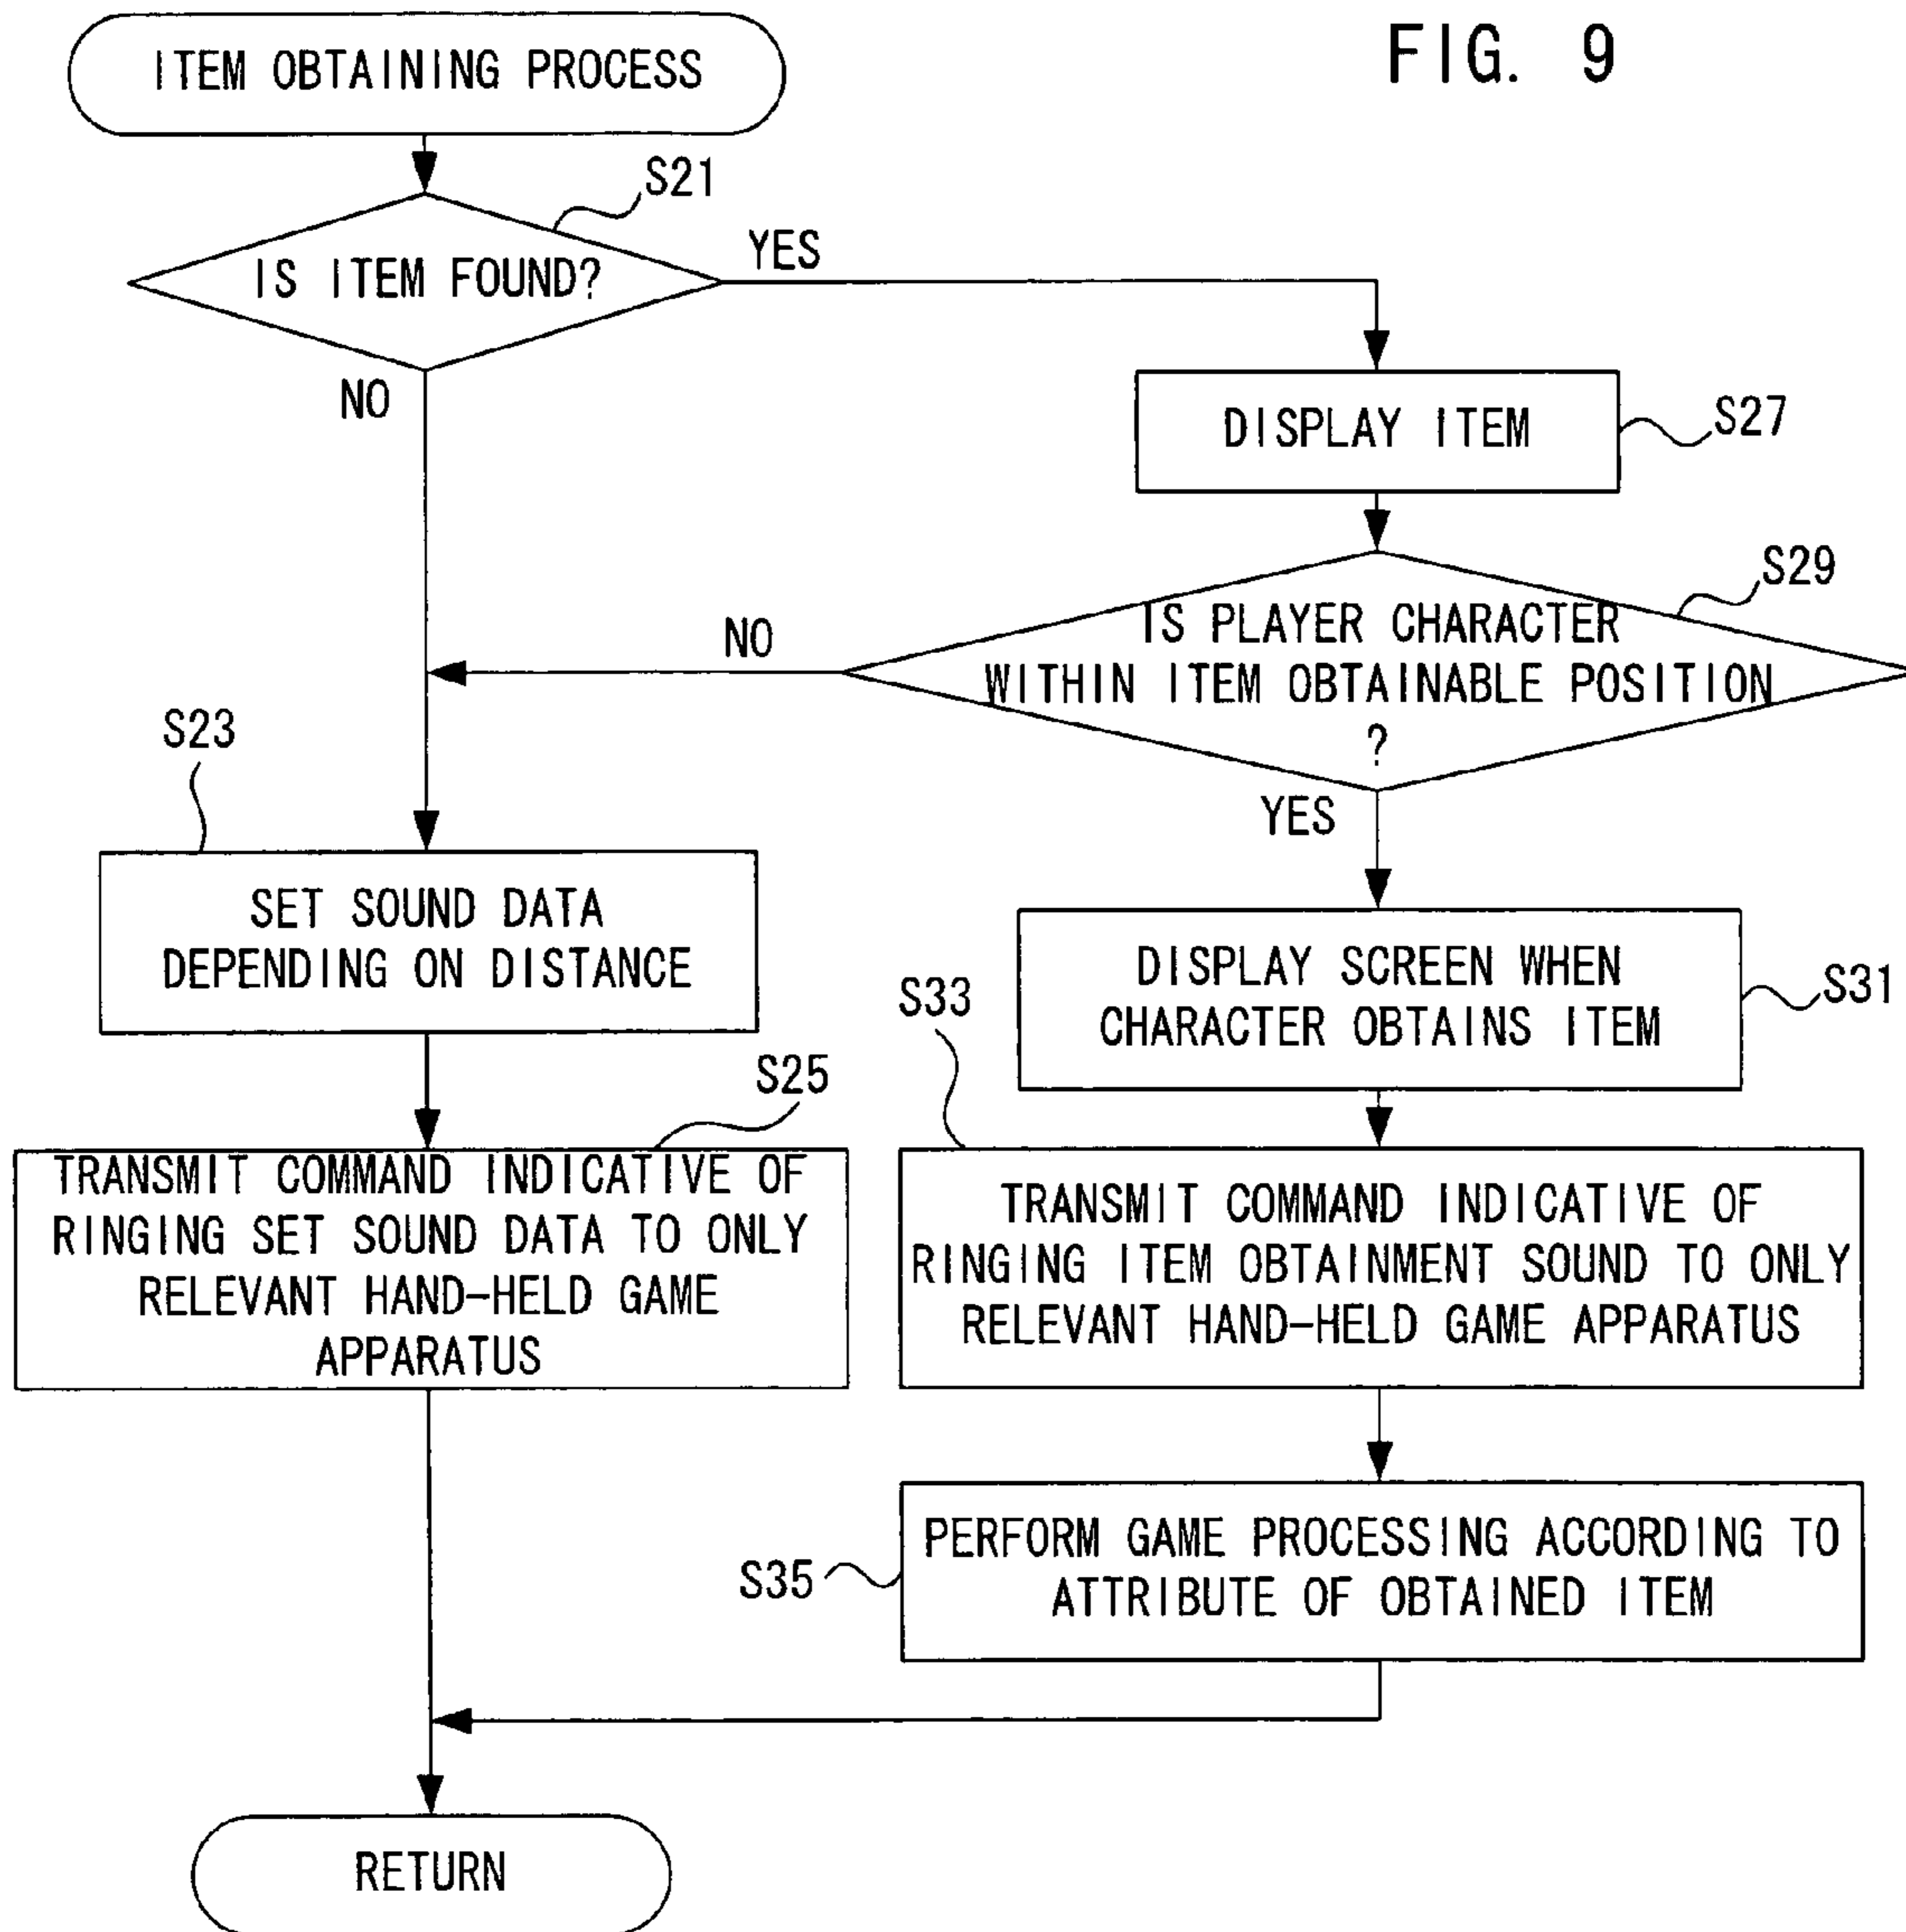 FIG. 9
ITEM OBTAINING PROCESS
S21
IS ITEM FOUND?
YES
NO
DISPLAY ITEM
S27
S29
IS PLAYER CHARACTER
WITHIN ITEM OBTAINABLE POSITION
?
NO
YES
S23
SET SOUND DATA
DEPENDING ON DISTANCE
DISPLAY SCREEN WHEN
CHARACTER OBTAINS ITEM
S31
S33
S25
TRANSMIT COMMAND INDICATIVE OF
RINGING SET SOUND DATA TO ONLY
RELEVANT HAND-HELD GAME
APPARATUS
TRANSMIT COMMAND INDICATIVE OF
RINGING ITEM OBTAINMENT SOUND TO ONLY
RELEVANT HAND-HELD GAME APPARATUS
PERFORM GAME PROCESSING ACCORDING TO
ATTRIBUTE OF OBTAINED ITEM
S35
RETURN